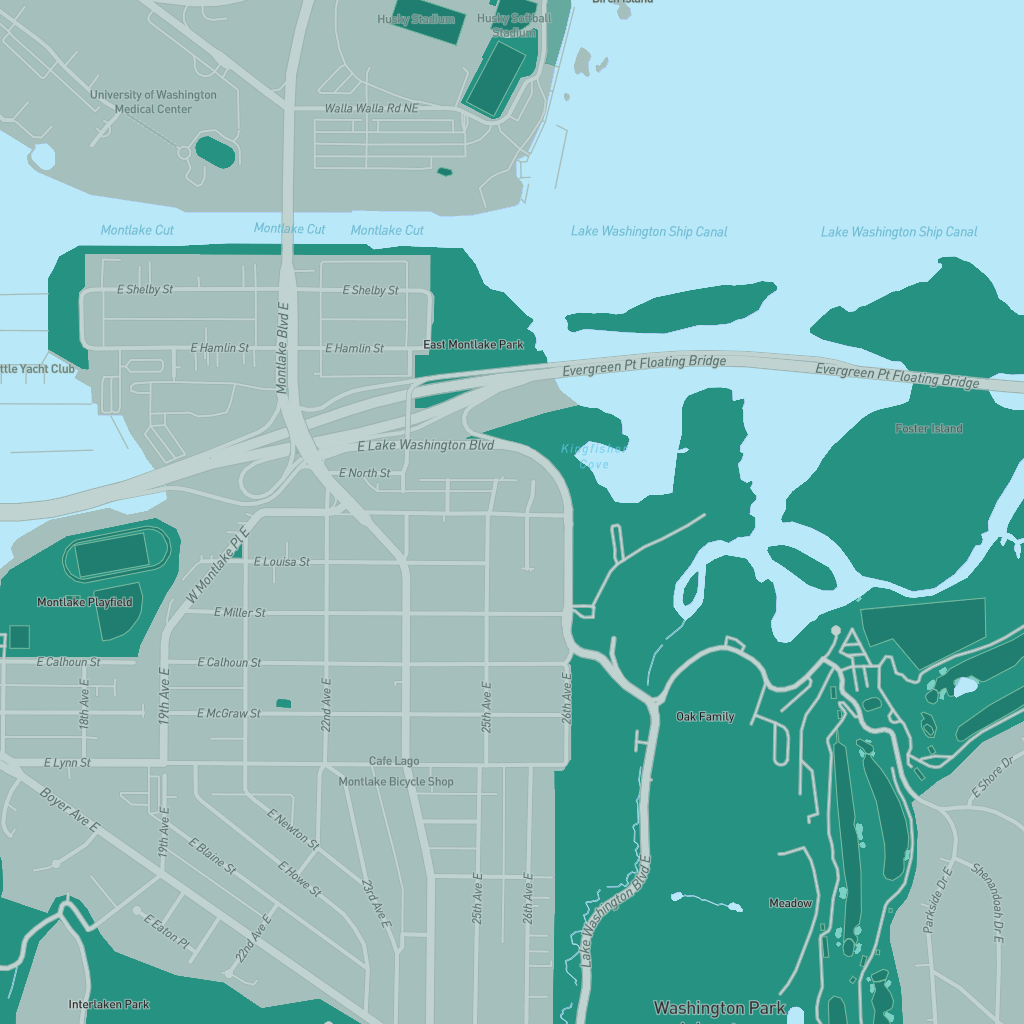 Birch Island
Husky Stadium
Husky Softball
Stadium
University of Washington
Medical Center
Walla Walla Rd NE
Montlake Cut
Montlake Cut
Montlake Cut
Lake Washington Ship Canal
Lake Washington Ship Canal
E Shelby St
E Shelby St
Montlake Blvd E
E Hamlin St
E Hamlin St
East Montlake Park
ttle Yacht Club
Evergreen Pt Floating Bridge
Evergreen Pt Floating Bridge
Foster Island
E Lake Washington Blvd
Kingfisher
Cove
E North St
W Montlake Pl E
E Louisa St
Montlake Playfield
E Miller St
E Calhoun St
E Calhoun St
18th Ave E
19th Ave E
22nd Ave E
25th Ave E
26th Ave E
E McGraw St
Oak Family
E Lynn St
Cafe Lago
Montlake Bicycle Shop
E Shore Dr
Boyer Ave E
19th Ave E
E Newton St
E Blaine St
E Howe St
23rd Ave E
25th Ave E
26th Ave E
Lake Washington Blvd E
Meadow
Parkside Dr E
Shenandoah Dr E
E Eaton Pl
22nd Ave E
Interlaken Park
Washington Park